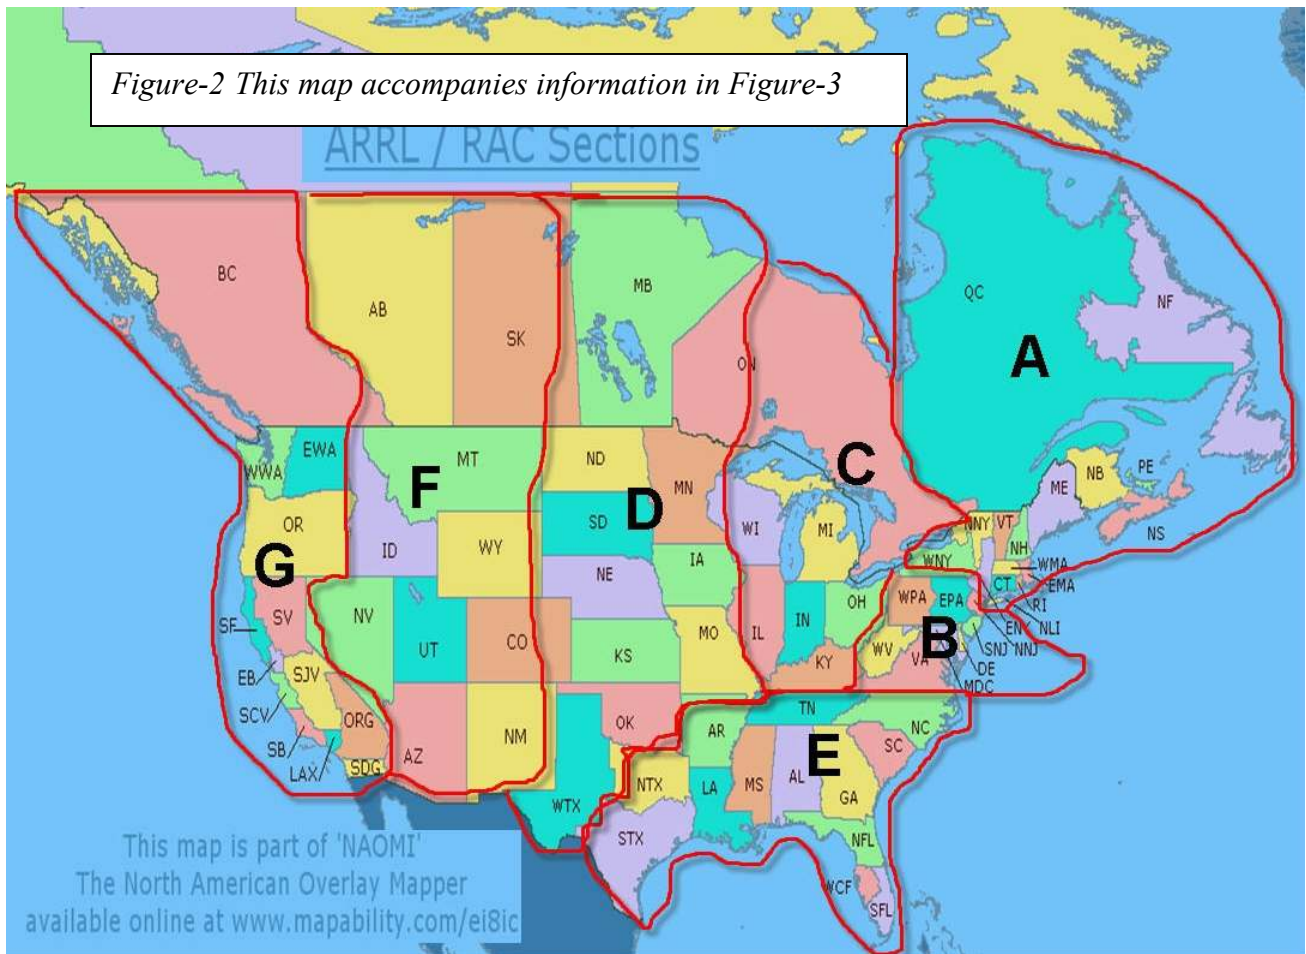 Figure-2 This map accompanies information in Figure-3
ARRL / RAC Sections
BC
AB
SK
MB
ON
QC
NF
A
C
EWA
WWA
MT
F
ND
MN
D
SD
OR
G
ID
WY
NE
IA
WI
MI
ME
NB
PE
NS
NNY
VT
NH
WNY
WMA
EMA
CT
RI
NLI
ENY
NNJ
SNJ
DE
MDC
WPA
EPA
B
WV
VA
OH
IN
IL
KY
SF
SV
NV
UT
CO
KS
MO
EB
SJV
SCV
ORG
SB
LAX
SDG
AZ
NM
OK
AR
TN
NC
E
SC
WTX
NTX
LA
MS
AL
GA
STX
NFL
WCF
SFL
This map is part of 'NAOMI'
The North American Overlay Mapper
available online at www.mapability.com/ei8ic